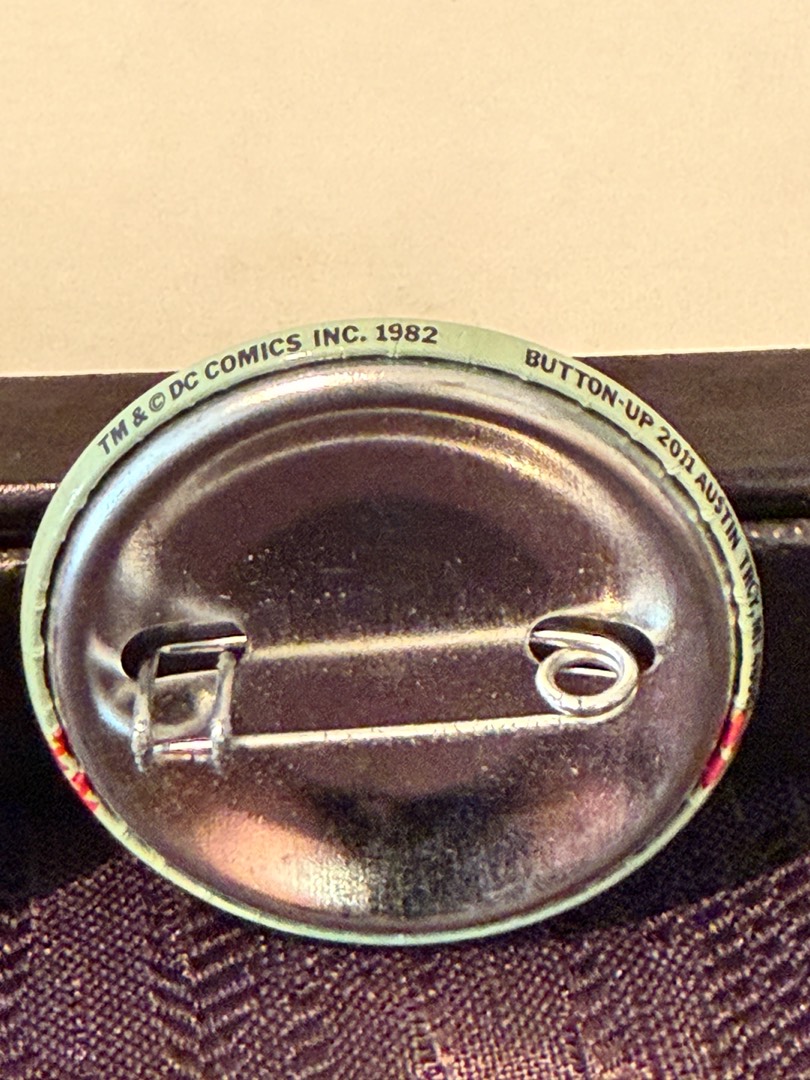 TM & © DC COMICS INC. 1982
BUTTON-UP 2011 AUSTIN